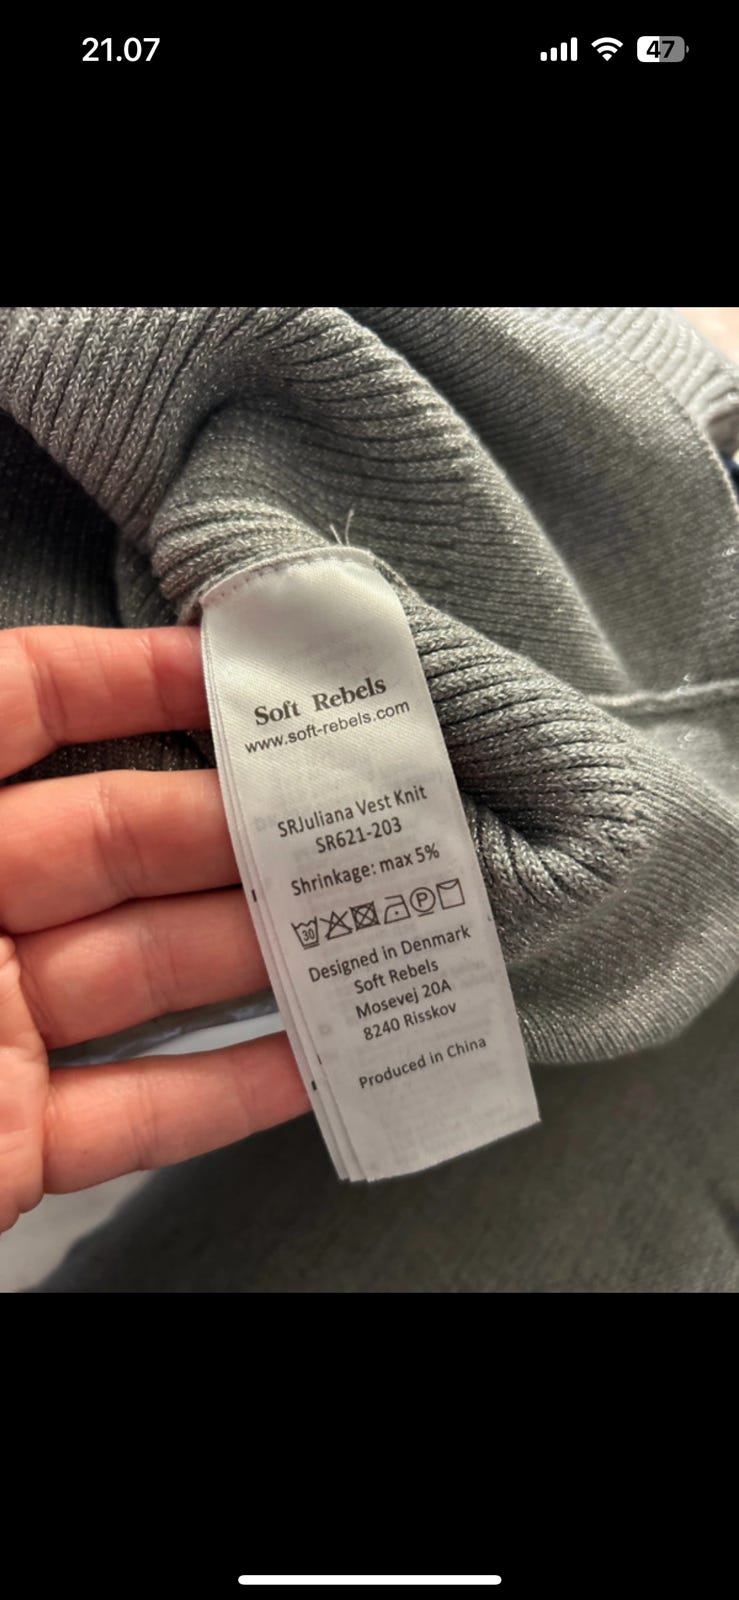 21.07
47
Soft Rebels
www.soft-rebels.com
SRJuliana Vest Knit
SR621-203
Shrinkage: max 5%
30 P
Designed in Denmark
Soft Rebels
Mosevej 20A
8240 Risskov
Produced in China